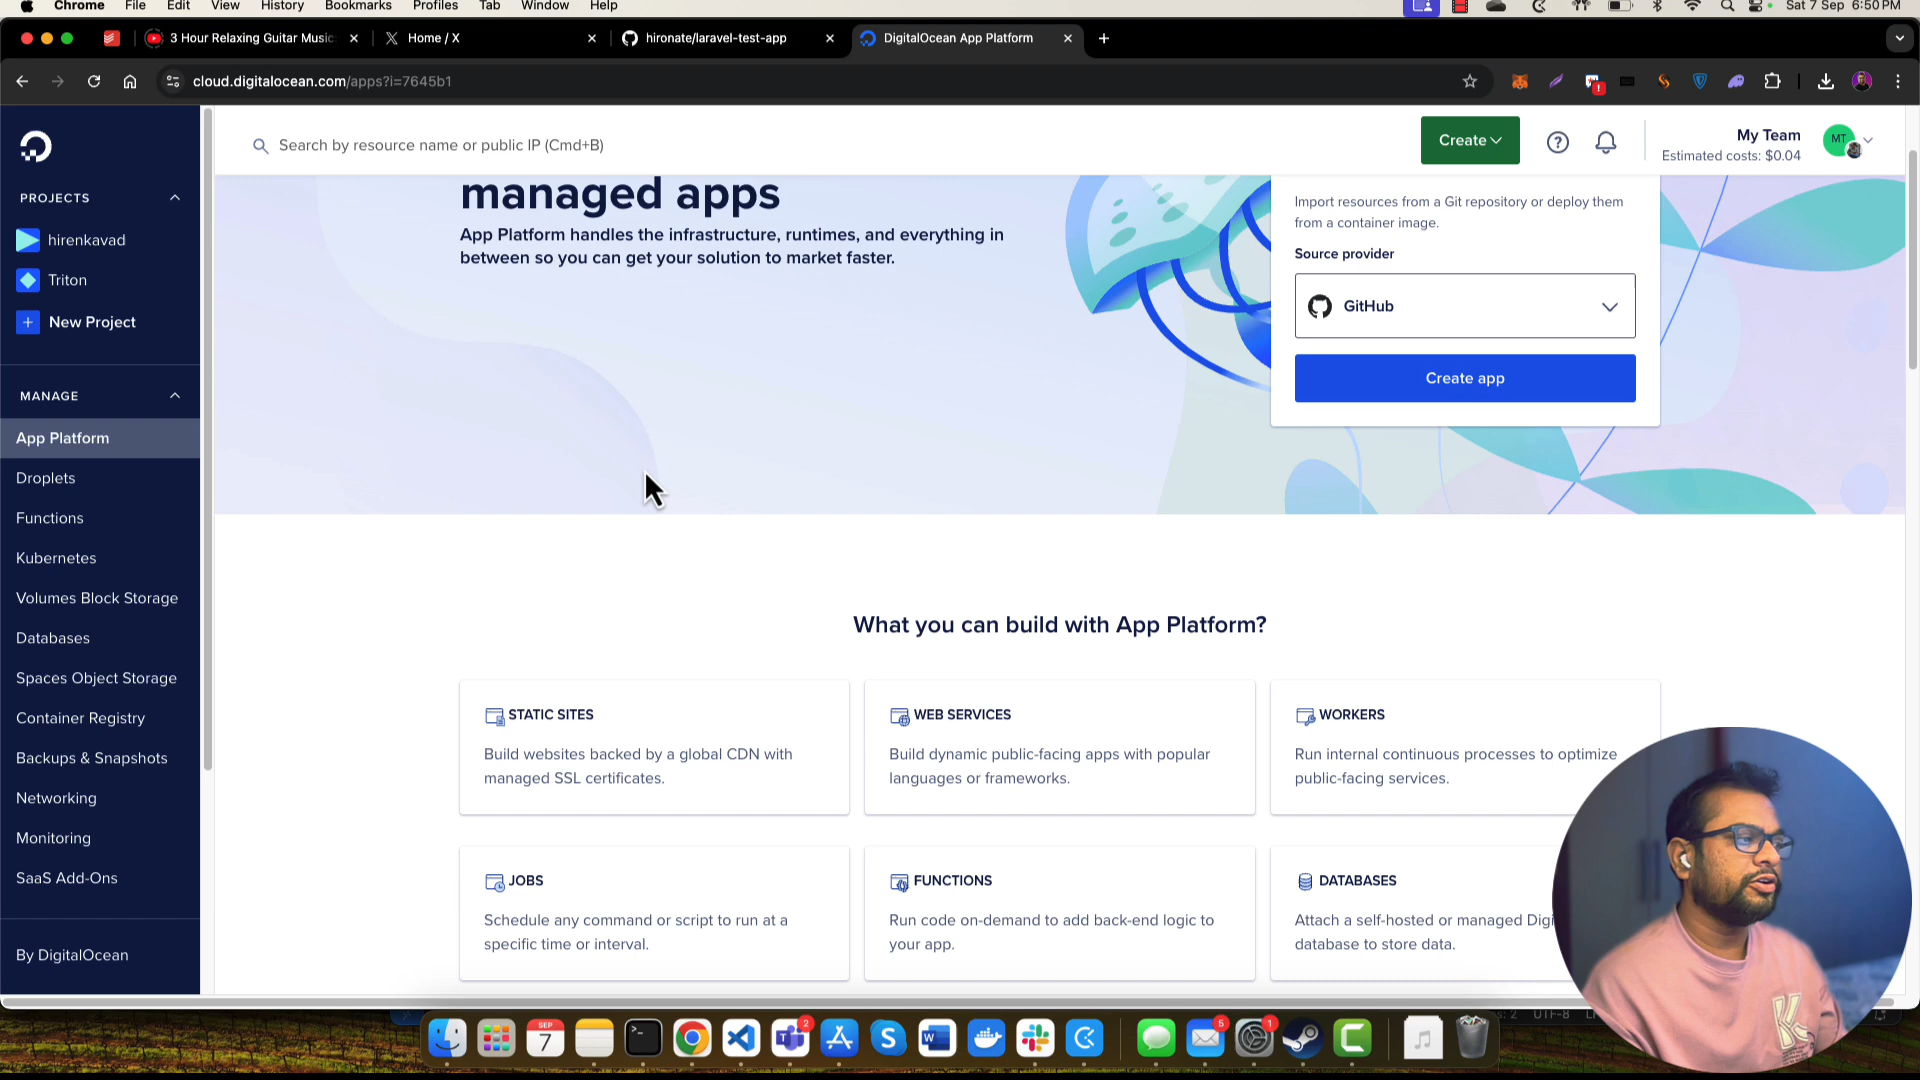 Chrome File Edit View History Bookmarks Profiles Tab Window Help
Sat 7 Sep 6:50 PM
3 Hour Relaxing Guitar Music:
Home / X
hironate/laravel-test-app
DigitalOcean App Platform
cloud.digitalocean.com/apps?i=7645b1
Search by resource name or public IP (Cmd+B)
Create
My Team
Estimated costs: $0.04
MT
PROJECTS
hirenkavad
Triton
New Project
MANAGE
App Platform
Droplets
Functions
Kubernetes
Volumes Block Storage
Databases
Spaces Object Storage
Container Registry
Backups & Snapshots
Networking
Monitoring
SaaS Add-Ons
By DigitalOcean
managed apps
App Platform handles the infrastructure, runtimes, and everything in
between so you can get your solution to market faster.
Import resources from a Git repository or deploy them
from a container image.
Source provider
GitHub
Create app
What you can build with App Platform?
STATIC SITES
Build websites backed by a global CDN with
managed SSL certificates.
WEB SERVICES
Build dynamic public-facing apps with popular
languages or frameworks.
WORKERS
Run internal continuous processes to optimize
public-facing services.
JOBS
Schedule any command or script to run at a
specific time or interval.
FUNCTIONS
Run code on-demand to add back-end logic to
your app.
DATABASES
Attach a self-hosted or managed Digi
database to store data.
UTF-8
SEP
7
2
5
1